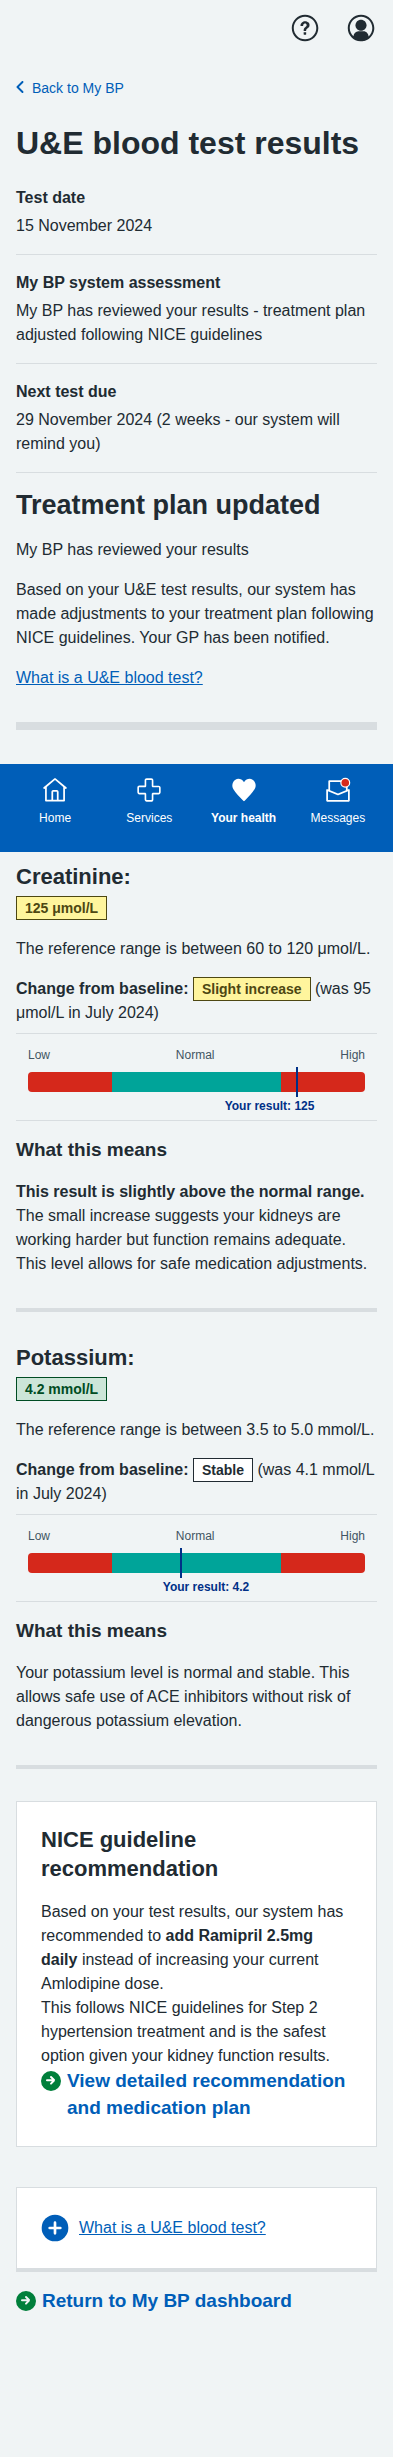 Back to My BP
U&E blood test results
Test date
15 November 2024
My BP system assessment
My BP has reviewed your results - treatment plan
adjusted following NICE guidelines
Next test due
29 November 2024 (2 weeks - our system will
remind you)
Treatment plan updated
My BP has reviewed your results
Based on your U&E test results, our system has
made adjustments to your treatment plan following
NICE guidelines. Your GP has been notified.
What is a U&E blood test?
Home Services Your health Messages
Creatinine:
125 μmol/L
The reference range is between 60 to 120 μmol/L.
Change from baseline: Slight increase (was 95
μmol/L in July 2024)
Low Normal High
Your result: 125
What this means
This result is slightly above the normal range.
The small increase suggests your kidneys are
working harder but function remains adequate.
This level allows for safe medication adjustments.
Potassium:
4.2 mmol/L
The reference range is between 3.5 to 5.0 mmol/L.
Change from baseline: Stable (was 4.1 mmol/L
in July 2024)
Low Normal High
Your result: 4.2
What this means
Your potassium level is normal and stable. This
allows safe use of ACE inhibitors without risk of
dangerous potassium elevation.
NICE guideline
recommendation
Based on your test results, our system has
recommended to add Ramipril 2.5mg
daily instead of increasing your current
Amlodipine dose.
This follows NICE guidelines for Step 2
hypertension treatment and is the safest
option given your kidney function results.
View detailed recommendation
and medication plan
What is a U&E blood test?
Return to My BP dashboard